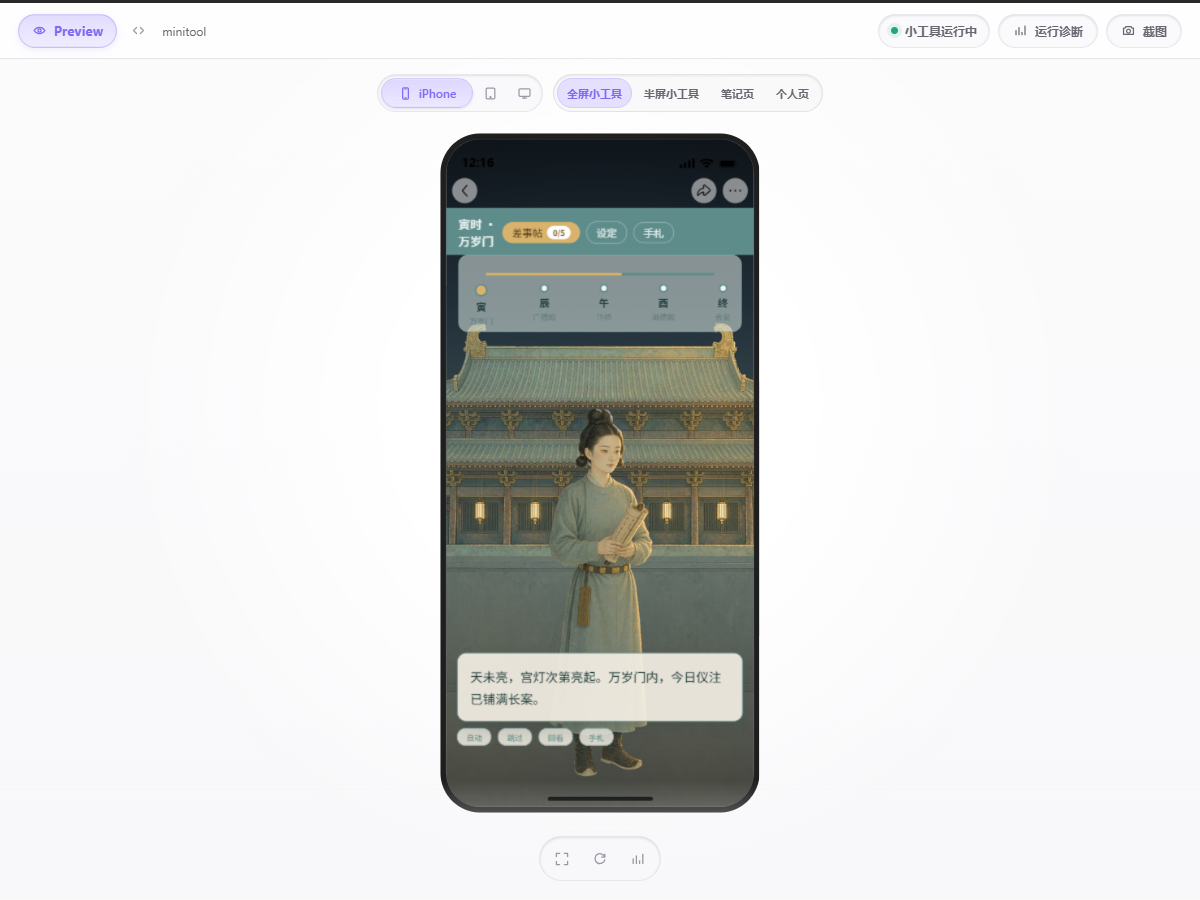 Preview
minitool
小工具运行中
运行诊断
截图
iPhone
全屏小工具
半屏小工具
笔记页
个人页
12:16
寅时 ·
万岁门
差事帖 0/5
设定
手札
寅
辰
午
酉
终
万岁门
天未亮，宫灯次第亮起。万岁门内，今日仪注
已铺满长案。
自动
跳过
回看
手札